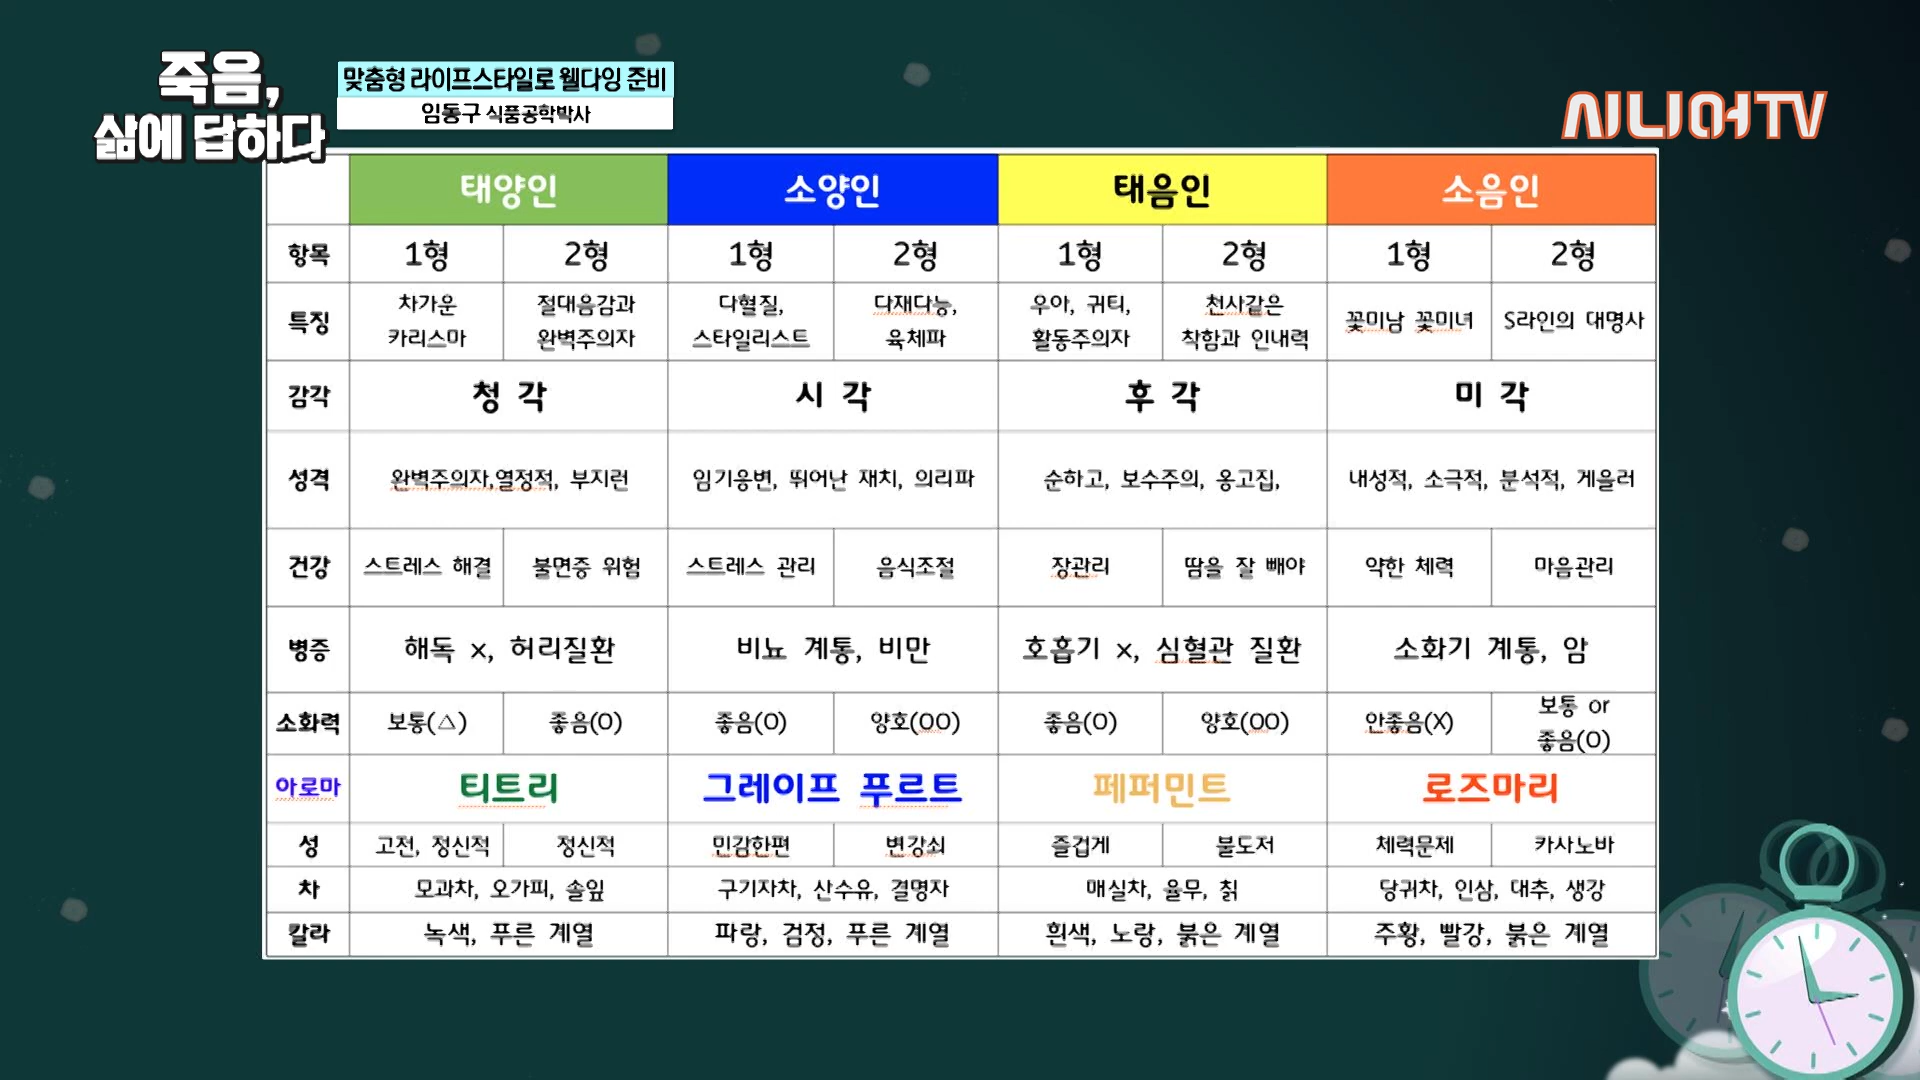 죽음,
삶에 답하다
맞춤형 라이프스타일로 웰다잉 준비
임동구 식품공학박사
시니어TV
태양인 소양인 태음인 소음인
항목 1형 2형 1형 2형 1형 2형 1형 2형
특징 차가운 카리스마 절대음감과 완벽주의자 다혈질, 스타일리스트 다재다능, 육체파 우아, 귀티, 활동주의자 천사같은 착함과 인내력 꽃미남 꽃미녀 S라인의 대명사
감각 청 각 시 각 후 각 미 각
성격 완벽주의자,열정적, 부지런 임기응변, 뛰어난 재치, 의리파 순하고, 보수주의, 옹고집, 내성적, 소극적, 분석적, 게을러
건강 스트레스 해결 불면증 위험 스트레스 관리 음식조절 장관리 땀을 잘 빼야 약한 체력 마음관리
병증 해독 x, 허리질환 비뇨 계통, 비만 호흡기 x, 심혈관 질환 소화기 계통, 암
소화력 보통(△) 좋음(O) 좋음(O) 양호(OO) 좋음(O) 양호(OO) 안좋음(X) 보통 or 좋음(O)
아로마 티트리 그레이프 푸르트 페퍼민트 로즈마리
성 고전, 정신적 정신적 민감한편 변강쇠 즐겁게 불도저 체력문제 카사노바
차 모과차, 오가피, 솔잎 구기자차, 산수유, 결명자 매실차, 율무, 칡 당귀차, 인삼, 대추, 생강
칼라 녹색, 푸른 계열 파랑, 검정, 푸른 계열 흰색, 노랑, 붉은 계열 주황, 빨강, 붉은 계열